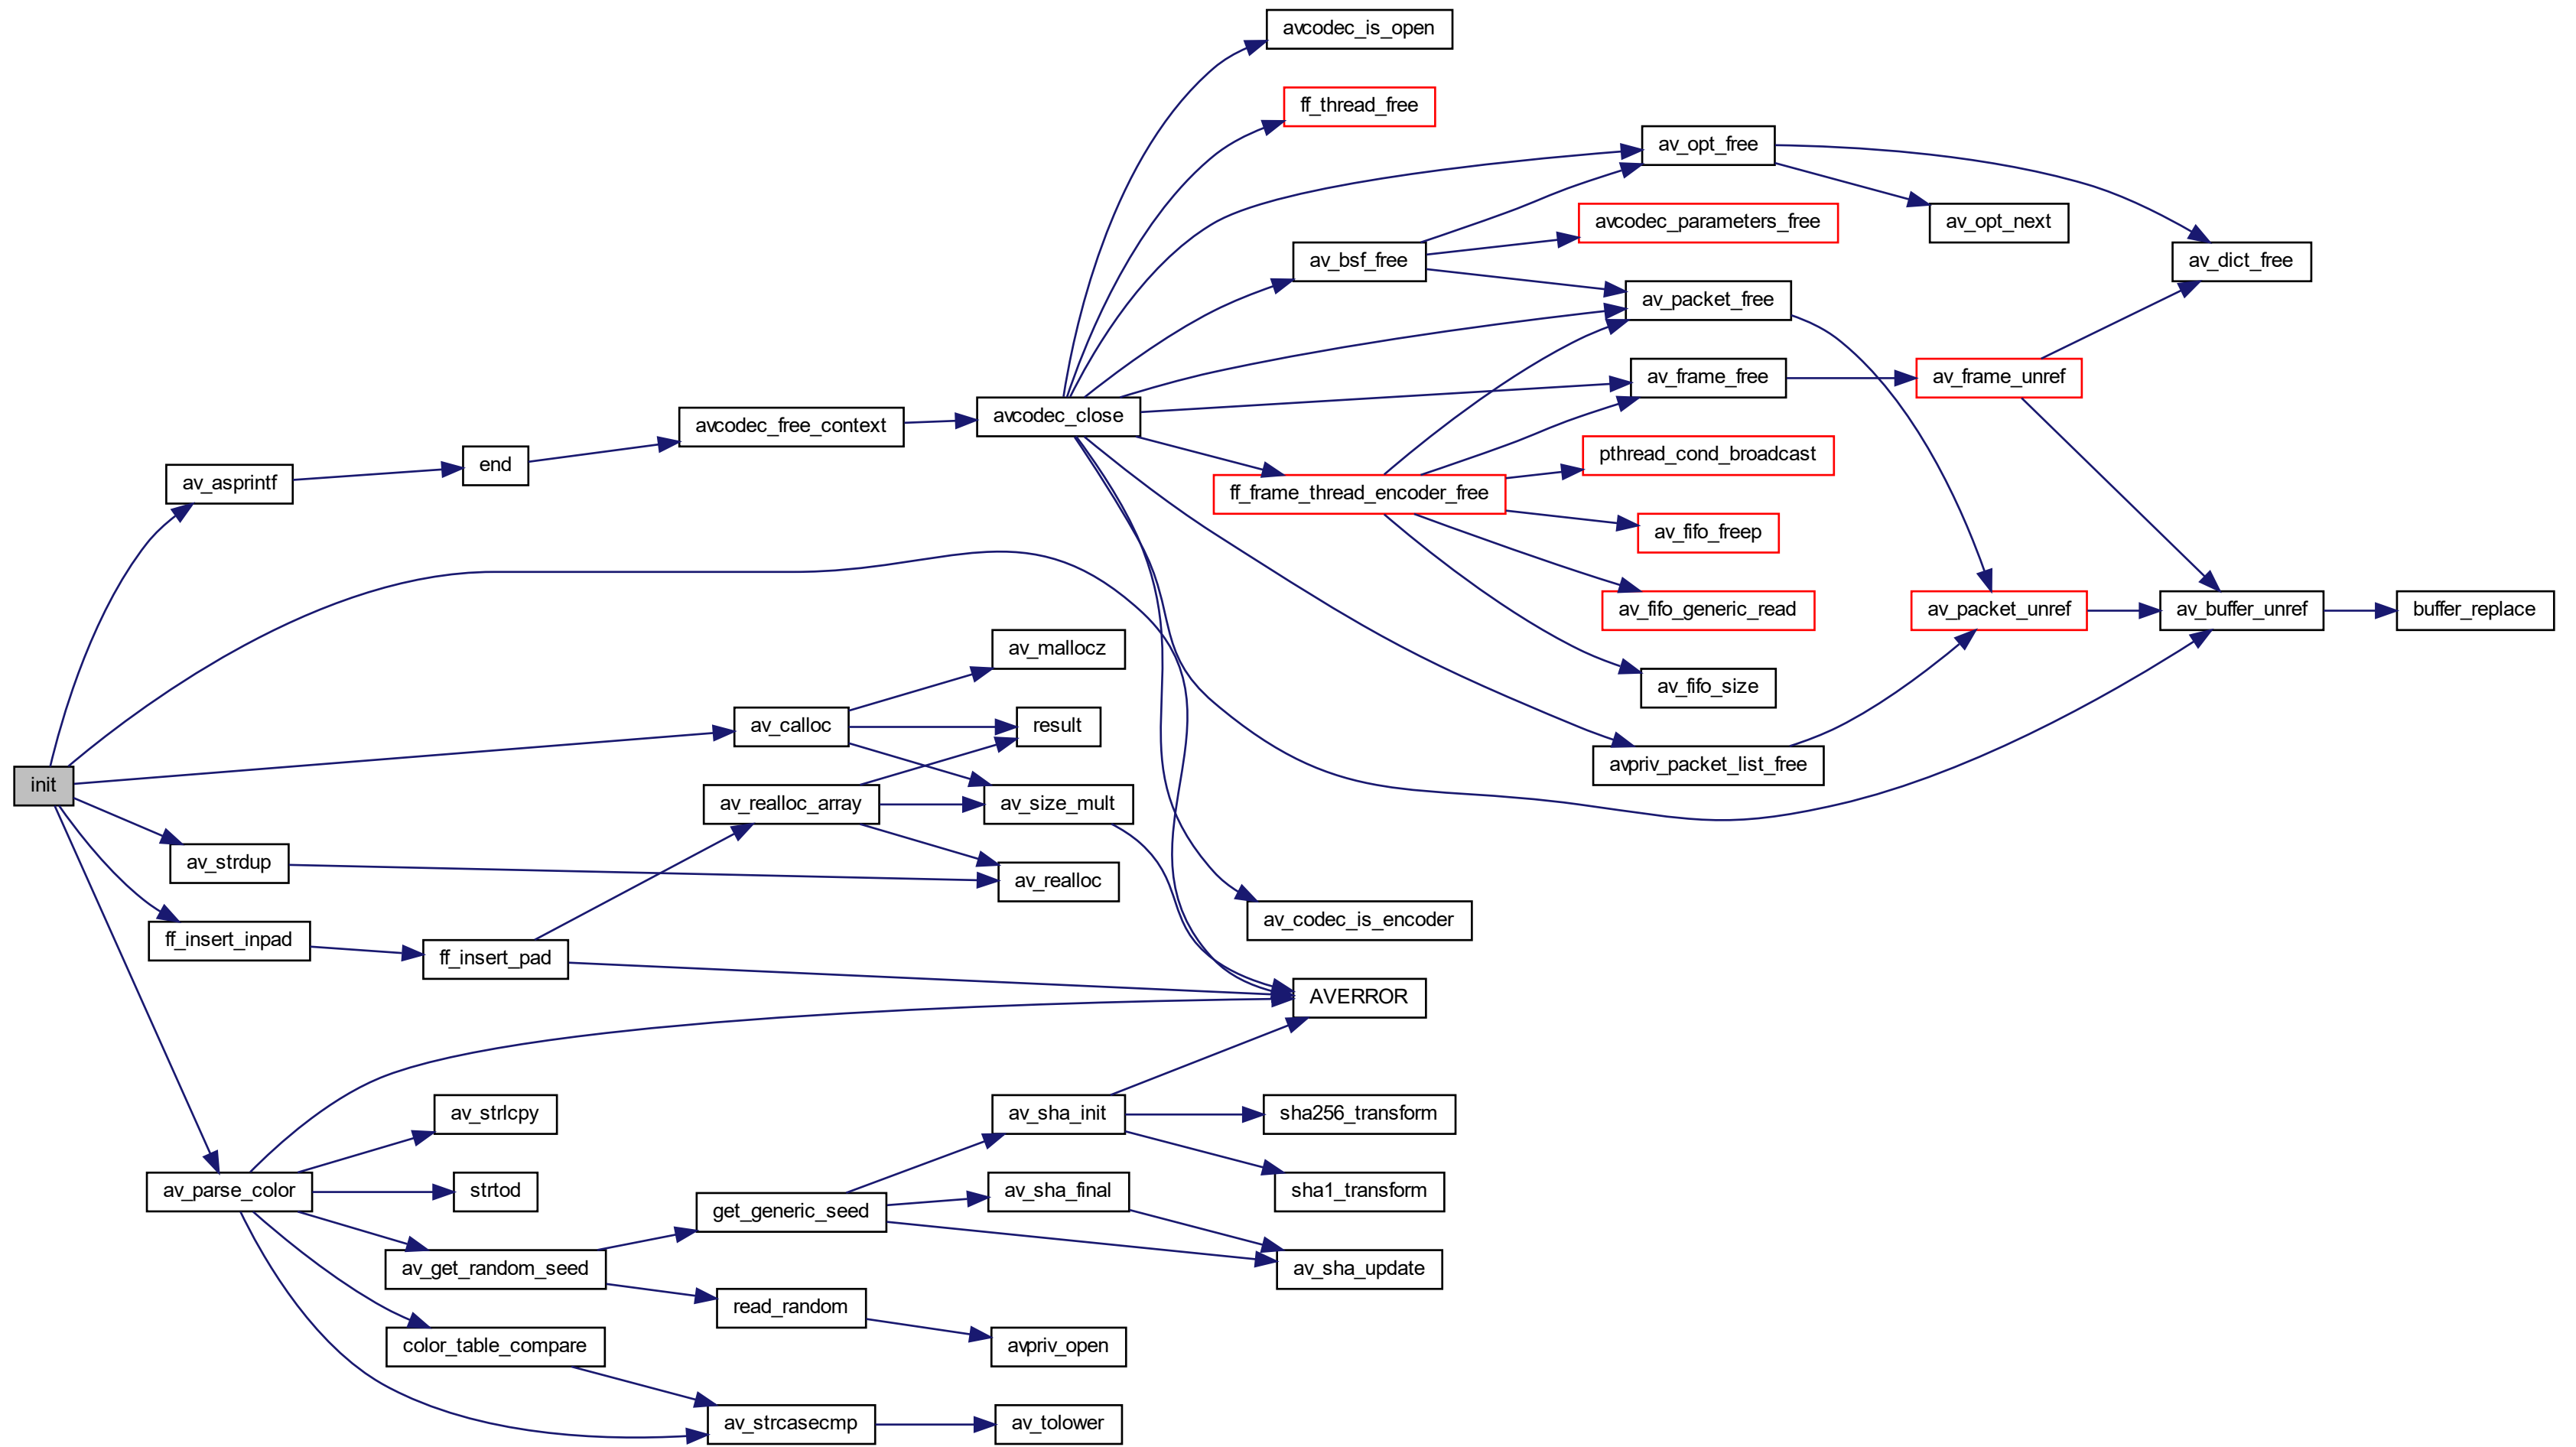 avcodec_is_open
ff_thread_free
av_opt_free
avcodec_parameters_free
av_opt_next
av_bsf_free
av_dict_free
av_packet_free
av_frame_free
av_frame_unref
avcodec_close
avcodec_free_context
pthread_cond_broadcast
end
av_asprintf
ff_frame_thread_encoder_free
av_fifo_freep
av_fifo_generic_read
av_packet_unref
av_buffer_unref
buffer_replace
av_mallocz
av_fifo_size
av_calloc
result
avpriv_packet_list_free
init
av_realloc_array
av_size_mult
av_strdup
av_realloc
av_codec_is_encoder
ff_insert_inpad
ff_insert_pad
AVERROR
av_strlcpy
av_sha_init
sha256_transform
av_parse_color
strtod
av_sha_final
sha1_transform
get_generic_seed
av_get_random_seed
av_sha_update
read_random
color_table_compare
avpriv_open
av_strcasecmp
av_tolower